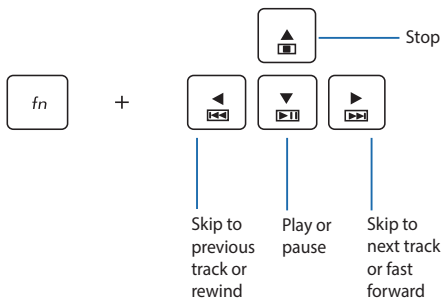 Stop
fn
+
Skip to
previous
track or
rewind
Play or
pause
Skip to
next track
or fast
forward